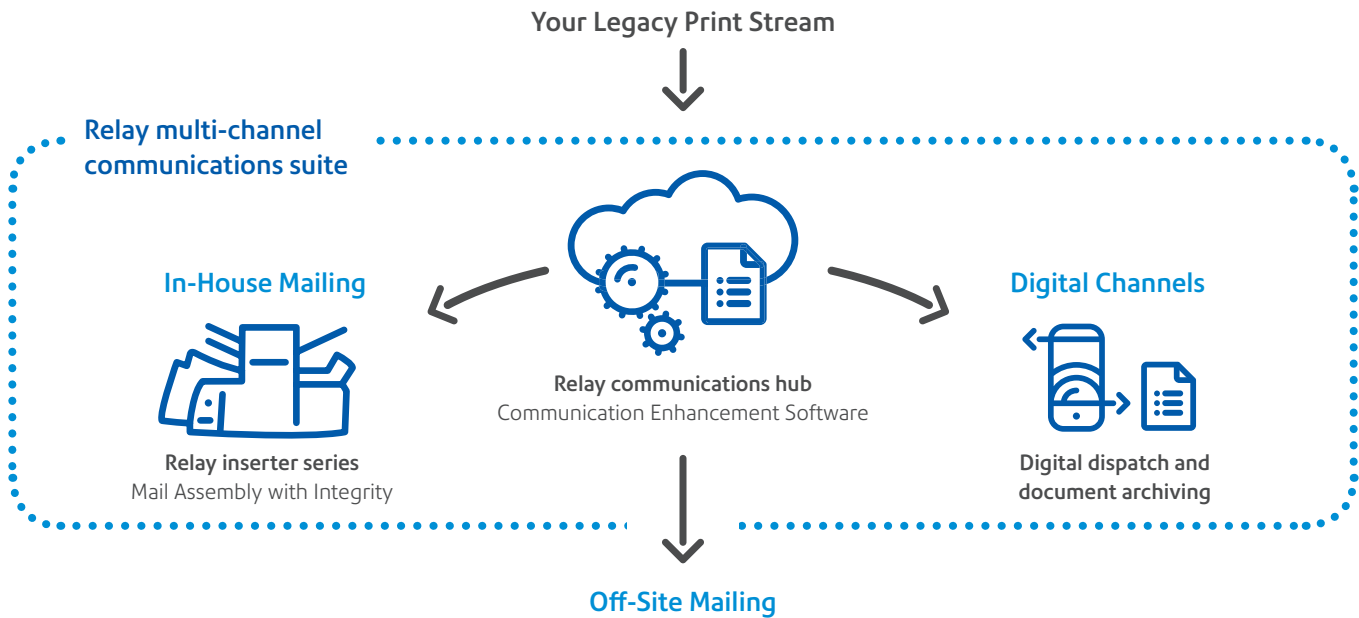 Your Legacy Print Stream
Relay multi-channel
communications suite
In-House Mailing
Relay inserter series
Mail Assembly with Integrity
Relay communications hub
Communication Enhancement Software
Digital Channels
Digital dispatch and
document archiving
Off-Site Mailing